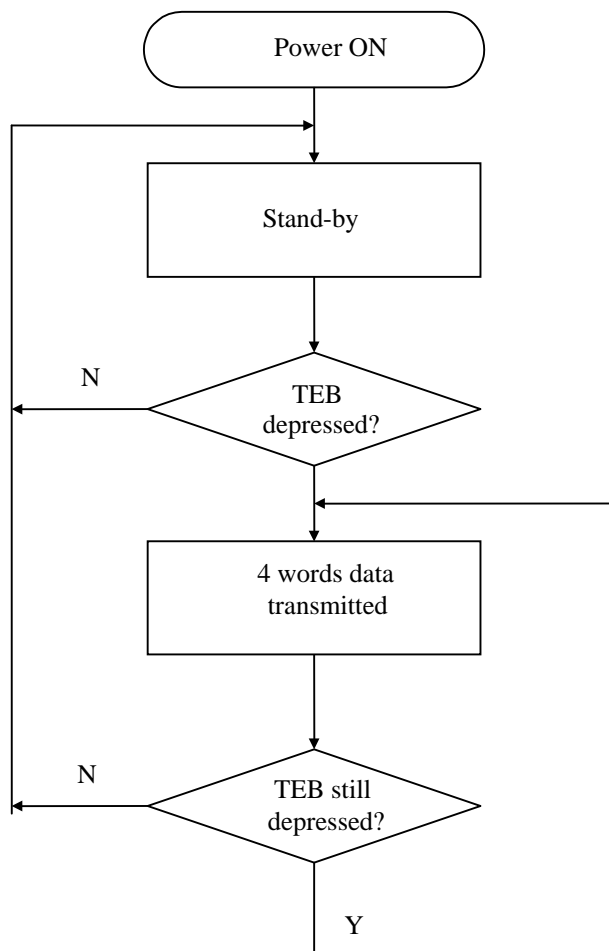 Power ON
Stand-by
N
TEB
depressed?
4 words data
transmitted
N
TEB still
depressed?
Y